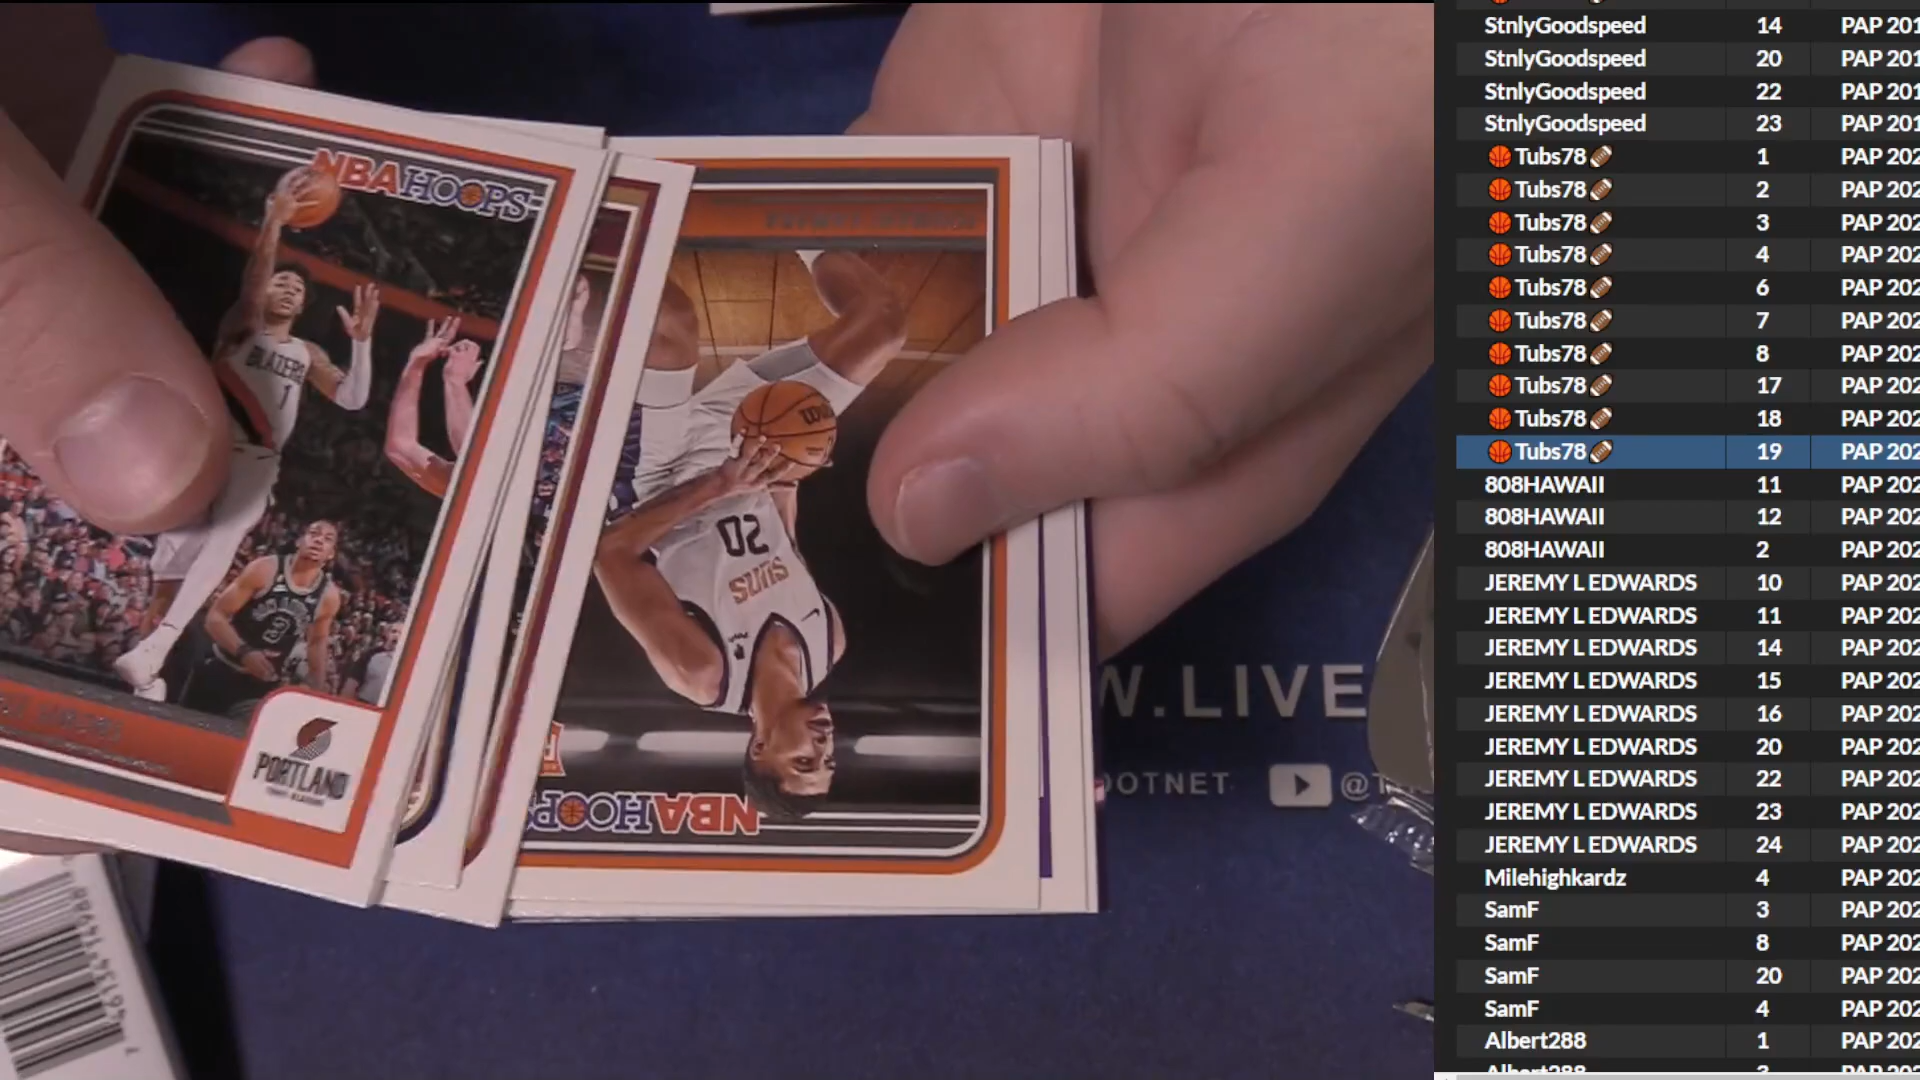 NBA HOOPS
BLAZERS
1
PORTLAND
TRAIL BLAZERS
20
SUNS
NBA HOOPS
W.LIVE
DOTNET
StnlyGoodspeed 14 PAP 201
StnlyGoodspeed 20 PAP 201
StnlyGoodspeed 22 PAP 201
StnlyGoodspeed 23 PAP 201
🏀Tubs78🏈 1 PAP 202
🏀Tubs78🏈 2 PAP 202
🏀Tubs78🏈 3 PAP 202
🏀Tubs78🏈 4 PAP 202
🏀Tubs78🏈 6 PAP 202
🏀Tubs78🏈 7 PAP 202
🏀Tubs78🏈 8 PAP 202
🏀Tubs78🏈 17 PAP 202
🏀Tubs78🏈 18 PAP 202
🏀Tubs78🏈 19 PAP 202
808HAWAII 11 PAP 202
808HAWAII 12 PAP 202
808HAWAII 2 PAP 202
JEREMY L EDWARDS 10 PAP 202
JEREMY L EDWARDS 11 PAP 202
JEREMY L EDWARDS 14 PAP 202
JEREMY L EDWARDS 15 PAP 202
JEREMY L EDWARDS 16 PAP 202
JEREMY L EDWARDS 20 PAP 202
JEREMY L EDWARDS 22 PAP 202
JEREMY L EDWARDS 23 PAP 202
JEREMY L EDWARDS 24 PAP 202
Milehighkardz 4 PAP 202
SamF 3 PAP 202
SamF 8 PAP 202
SamF 20 PAP 202
SamF 4 PAP 202
Albert288 1 PAP 202
Albert288 3 PAP 202